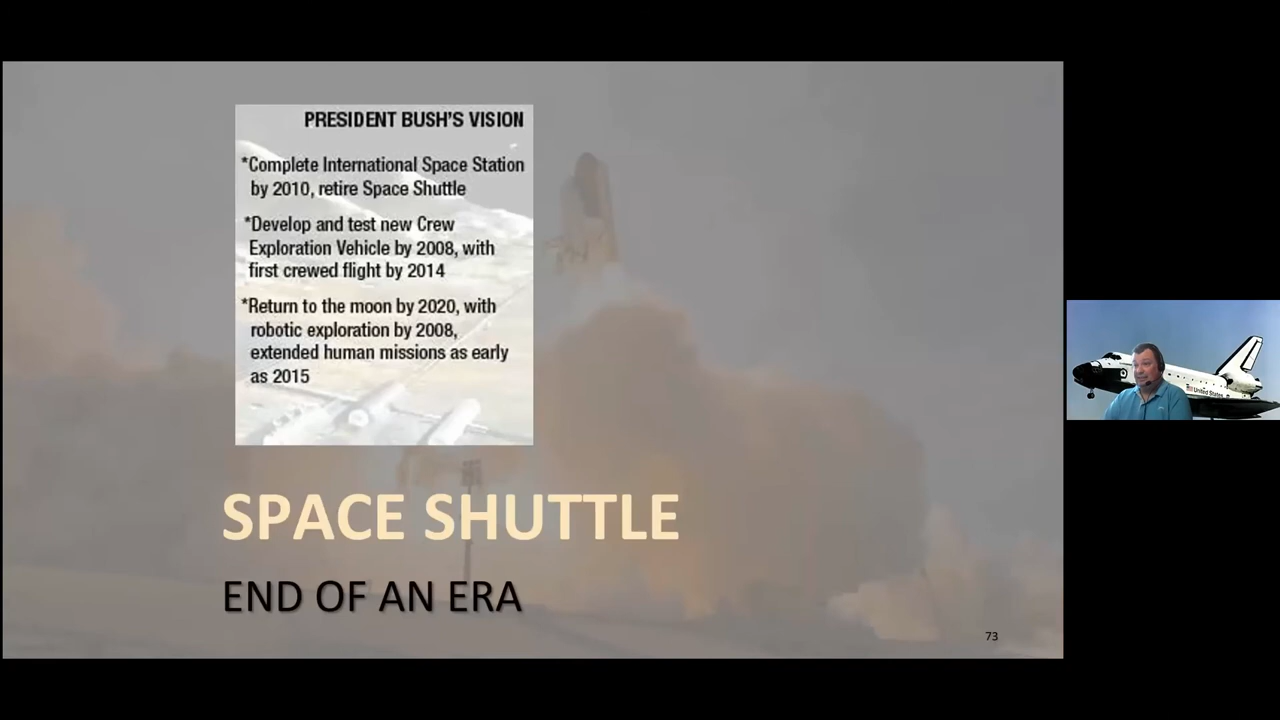 PRESIDENT BUSH'S VISION
*Complete International Space Station
by 2010, retire Space Shuttle
*Develop and test new Crew
Exploration Vehicle by 2008, with
first crewed flight by 2014
*Return to the moon by 2020, with
robotic exploration by 2008,
extended human missions as early
as 2015
SPACE SHUTTLE
END OF AN ERA
73
United States